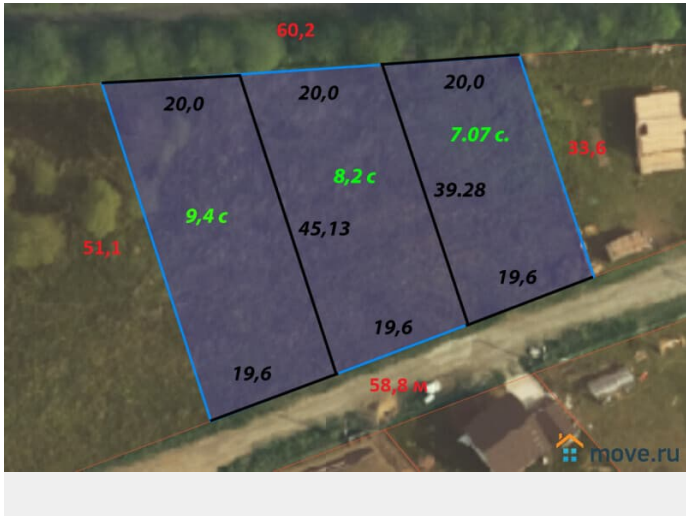 60,2
20,0
20,0
20,0
7.07 с.
33,6
8,2 с
39.28
9,4 с
45,13
51,1
19,6
19,6
19,6
58,8 м
move.ru